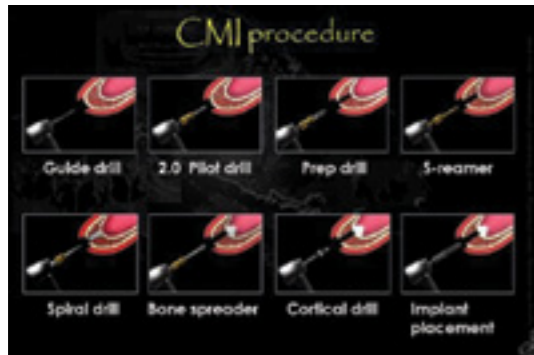 CMI procedure
Guide drill
2.0 Pilot drill
Prep drill
S-reamer
Spiral drill
Bone spreader
Cortical drill
Implant
placement